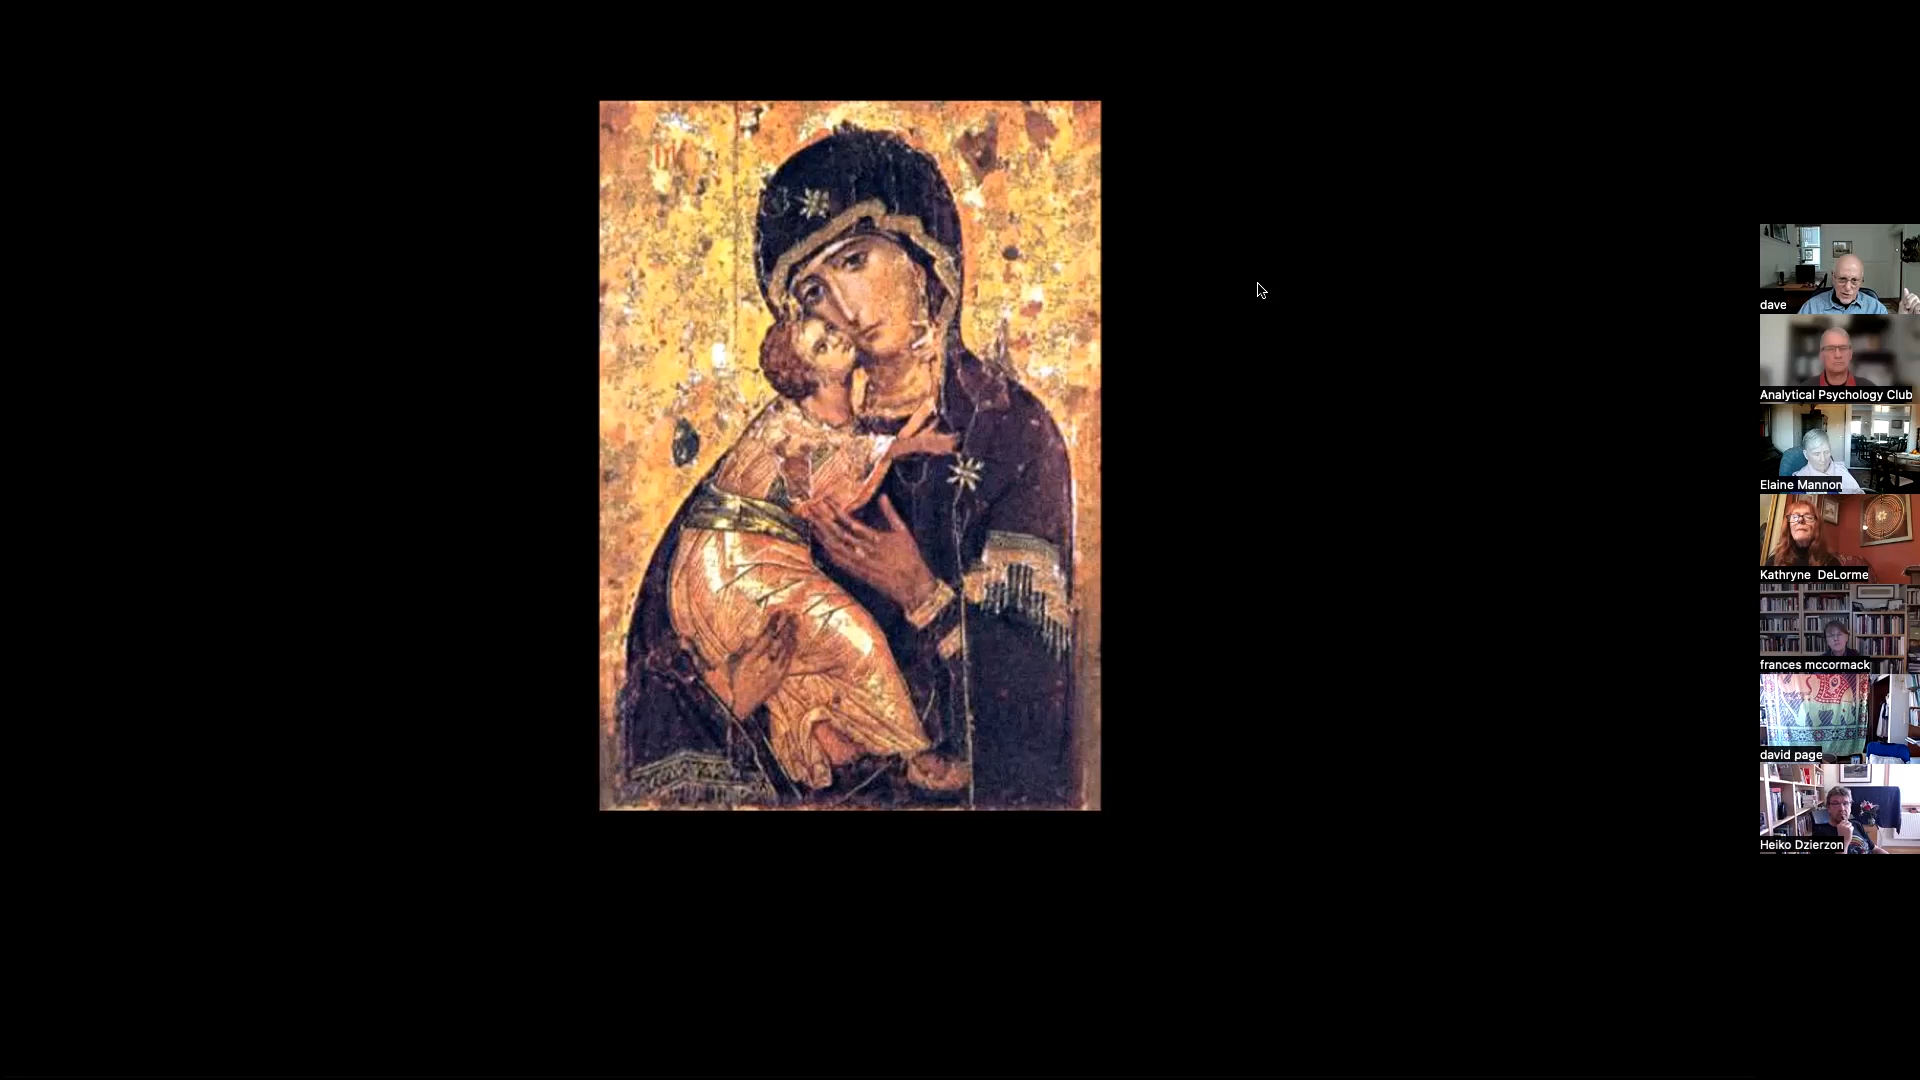 dave
Analytical Psychology Club
Elaine Mannon
Kathryne DeLorme
frances mccormack
david page
Heiko Dzierzon